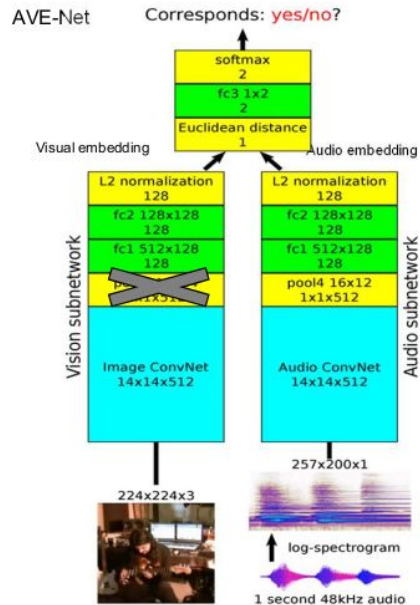 AVE-Net
Corresponds: yes/no?
softmax
2
fc3 1x2
2
Euclidean distance
1
Visual embedding
Audio embedding
L2 normalization
128
fc2 128x128
128
fc1 512x128
128
Vision subnetwork
Image ConvNet
14x14x512
224x224x3
L2 normalization
128
fc2 128x128
128
fc1 512x128
128
pool4 16x12
1x1x512
Audio ConvNet
14x14x512
Audio subnetwork
257x200x1
log-spectrogram
1 second 48kHz audio